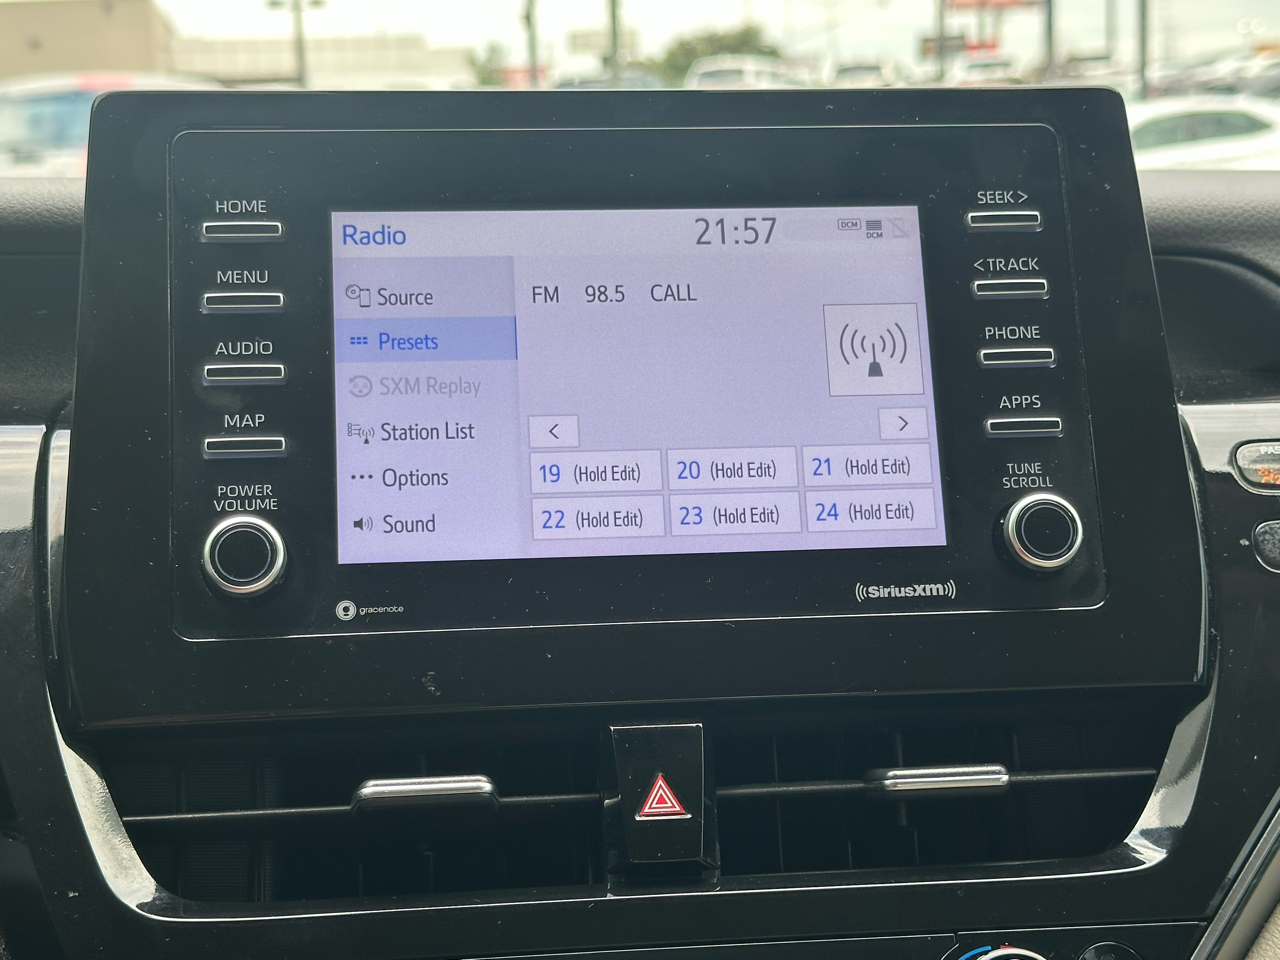 HOME
MENU
AUDIO
MAP
POWER
VOLUME
Radio
21:57
DCM
DCM
Source
Presets
SXM Replay
Station List
Options
Sound
FM 98.5 CALL
<
>
19 (Hold Edit)
20 (Hold Edit)
21 (Hold Edit)
22 (Hold Edit)
23 (Hold Edit)
24 (Hold Edit)
SEEK >
< TRACK
PHONE
APPS
TUNE
SCROLL
gracenote
((SiriusXM))